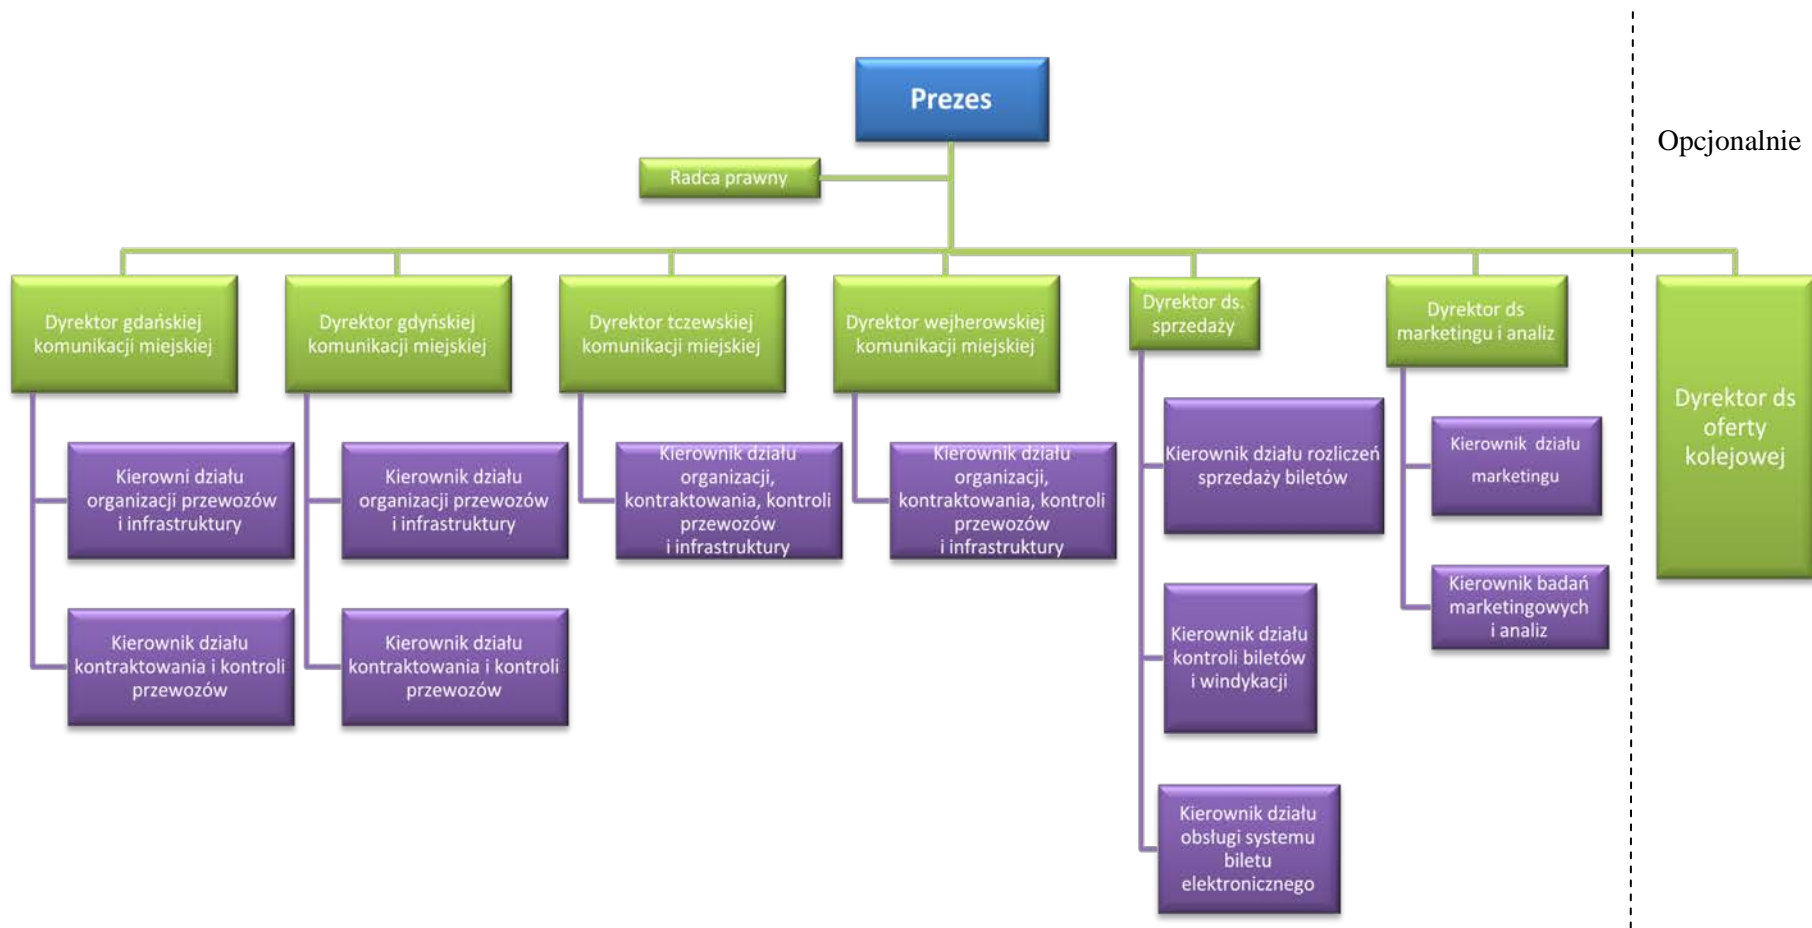 Prezes
Opcjonalnie
Radca prawny
Dyrektor gdańskiej
komunikacji miejskiej
Dyrektor gdyńskiej
komunikacji miejskiej
Dyrektor tczewskiej
komunikacji miejskiej
Dyrektor wejherowskiej
komunikacji miejskiej
Dyrektor ds.
sprzedaży
Dyrektor ds
marketingu i analiz
Dyrektor ds
oferty
kolejowej
Kierowni działu
organizacji przewozów
i infrastruktury
Kierownik działu
organizacji przewozów
i infrastruktury
Kierownik działu
organizacji,
kontraktowania, kontroli
przewozów
i infrastruktury
Kierownik działu
organizacji,
kontraktowania, kontroli
przewozów
i infrastruktury
Kierownik działu rozliczeń
sprzedaży biletów
Kierownik  działu
marketingu
Kierownik działu
kontraktowania i kontroli
przewozów
Kierownik działu
kontraktowania i kontroli
przewozów
Kierownik działu
kontroli biletów
i windykacji
Kierownik badań
marketingowych
i analiz
Kierownik działu
obsługi systemu
biletu
elektronicznego